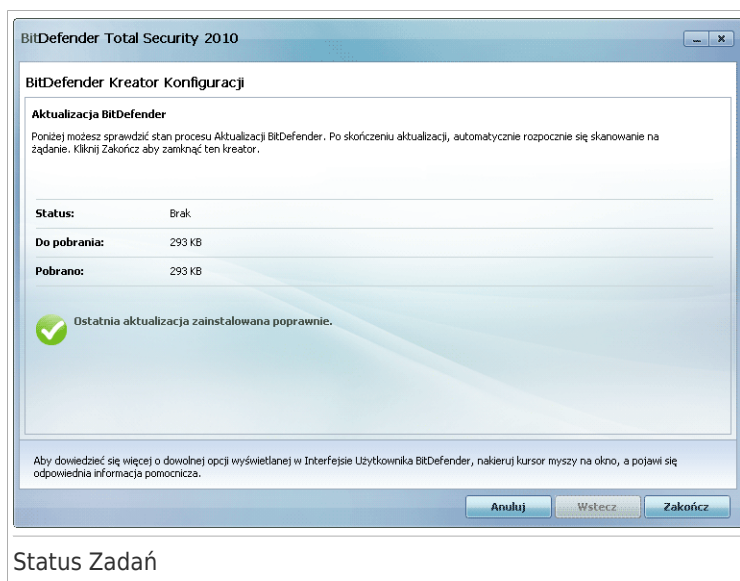 BitDefender Total Security 2010
BitDefender Kreator Konfiguracji
Aktualizacja BitDefender
Poniżej możesz sprawdzić stan procesu Aktualizacji BitDefender. Po skończeniu aktualizacji, automatycznie rozpocznie się skanowanie na
żądanie. Kliknij Zakończ aby zamknąć ten kreator.
Status: Brak
Do pobrania: 293 KB
Pobrano: 293 KB
Ostatnia aktualizacja zainstalowana poprawnie.
Aby dowiedzieć się więcej o dowolnej opcji wyświetlanej w Interfejsie Użytkownika BitDefender, nakieruj kursor myszy na okno, a pojawi się
odpowiednia informacja pomocnicza.
Anuluj Wstecz Zakończ
Status Zadań